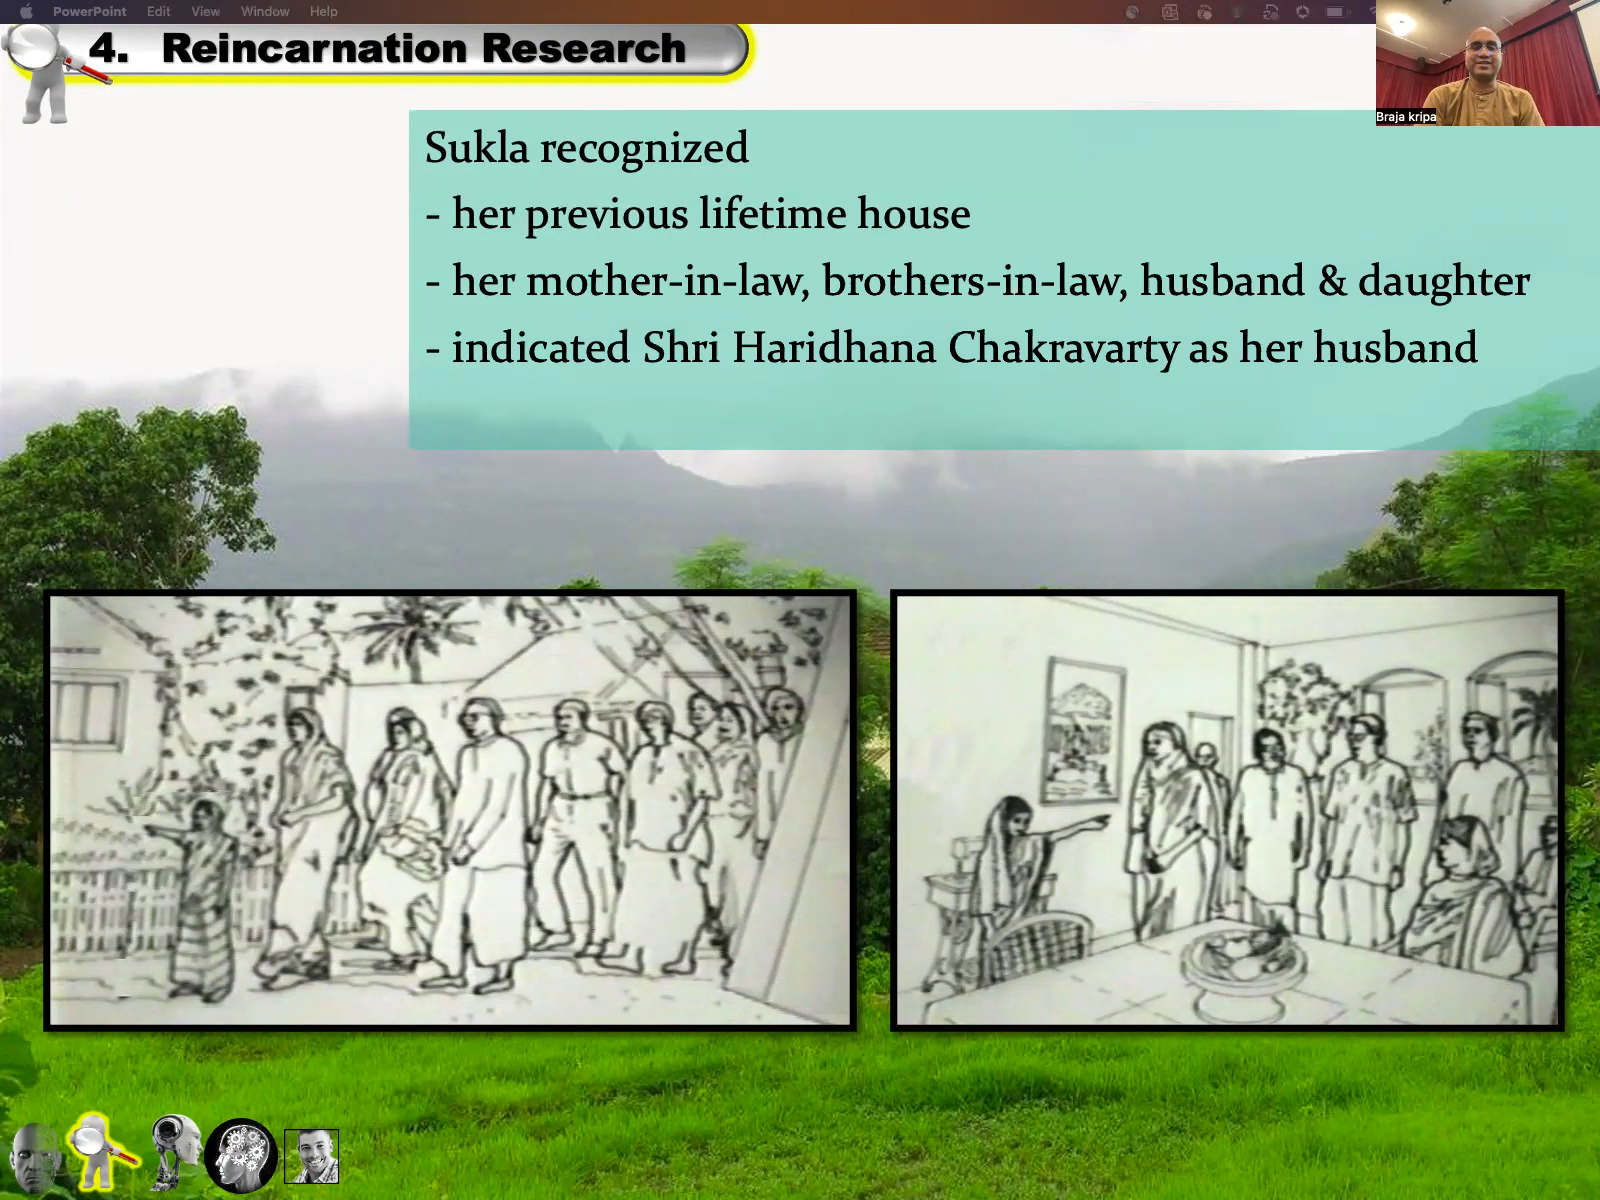 PowerPoint Edit View Window Help
4. Reincarnation Research
Braja kripa
Sukla recognized
- her previous lifetime house
- her mother-in-law, brothers-in-law, husband & daughter
- indicated Shri Haridhana Chakravarty as her husband